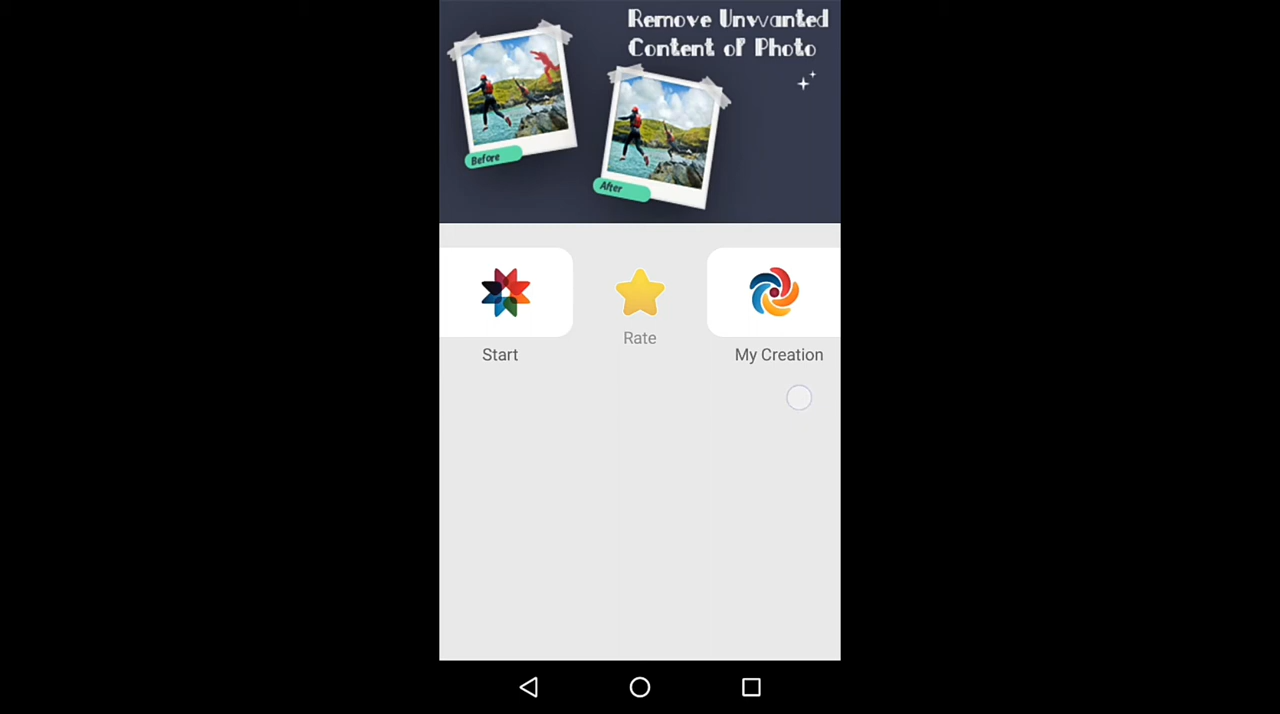 Remove Unwanted
Content of Photo
Before
After
Start
Rate
My Creation